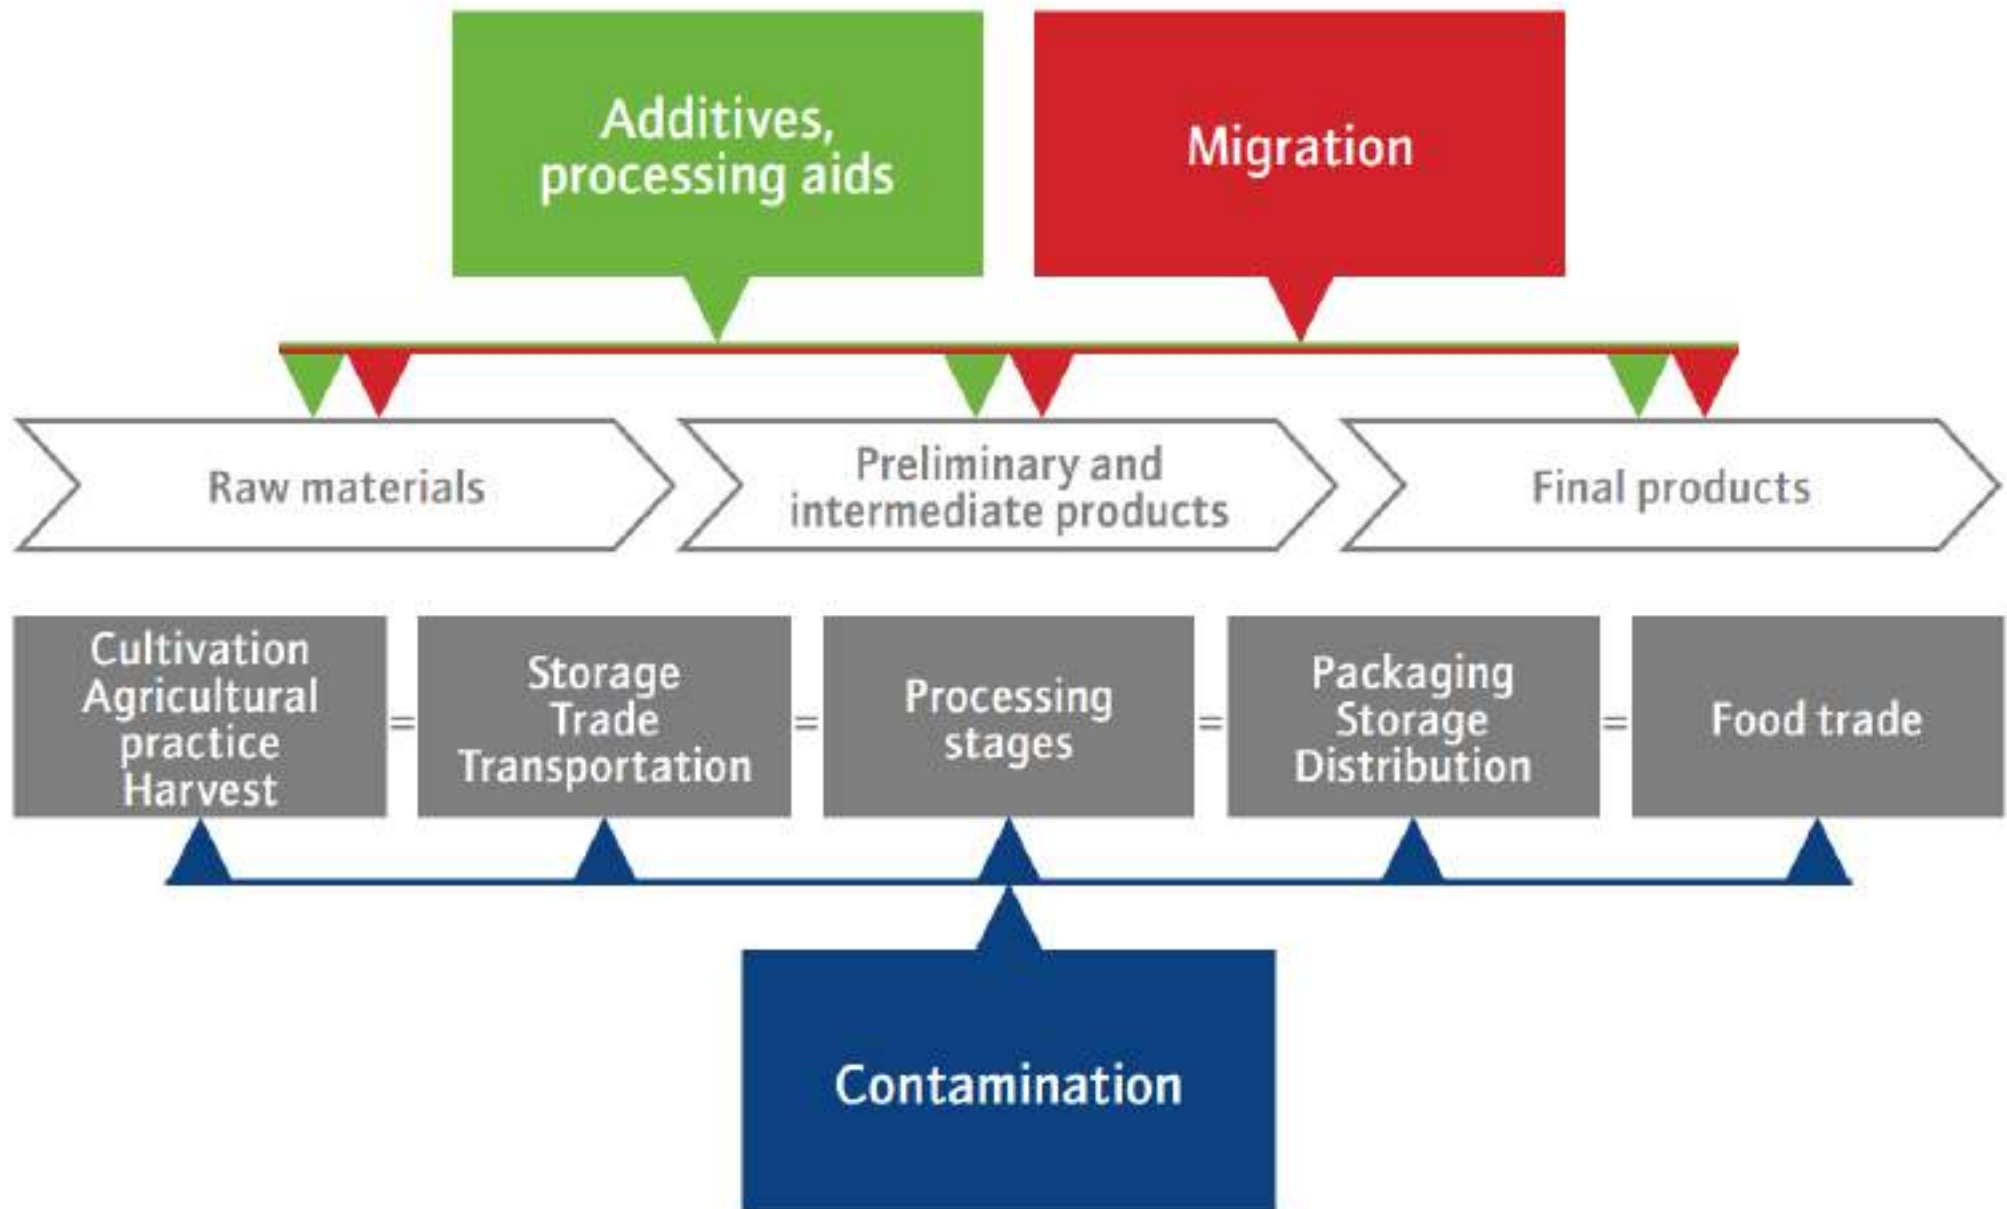 Additives,
processing aids
Migration
Raw materials
Preliminary and
intermediate products
Final products
Cultivation
Agricultural
practice
Harvest
=
Storage
Trade
Transportation
=
Processing
stages
=
Packaging
Storage
Distribution
=
Food trade
Contamination